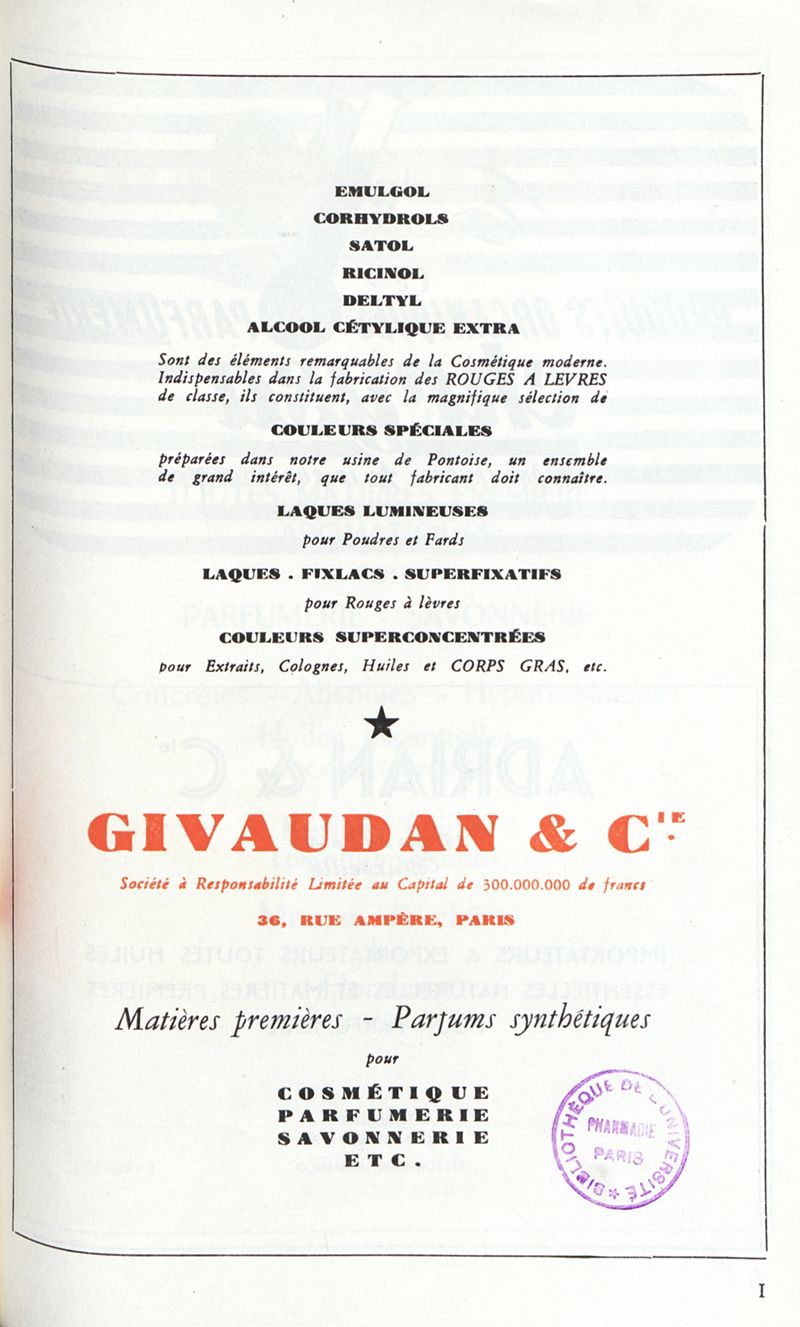 EMULGOL
CORHYDROLS
SATOL
RICINOL
DELTYL
ALCOOL CÉTYLIQUE EXTRA
Sont des éléments remarquables de la Cosmétique moderne.
Indispensables dans la fabrication des ROUGES A LEVRES
de classe, ils constituent, avec la magnifique sélection de
COULEURS SPÉCIALES
préparées dans notre usine de Pontoise, un ensemble
de grand intérêt, que tout fabricant doit connaître.
LAQUES LUMINEUSES
pour Poudres et Fards
LAQUES . FIXLACS . SUPERFIXATIFS
pour Rouges à lèvres
COULEURS SUPERCONCENTRÉES
pour Extraits, Colognes, Huiles et CORPS GRAS, etc.
GIVAUDAN & CIE.
Société à Responsabilité Limitée au Capital de 300.000.000 de francs
36, RUE AMPÈRE, PARIS
Matières premières - Parfums synthétiques
pour
COSMÉTIQUE
PARFUMERIE
SAVONNERIE
ETC.
BIBLIOTHÈQUE DE L'UNIVERSITÉ
PHARMACIE
PARIS
I